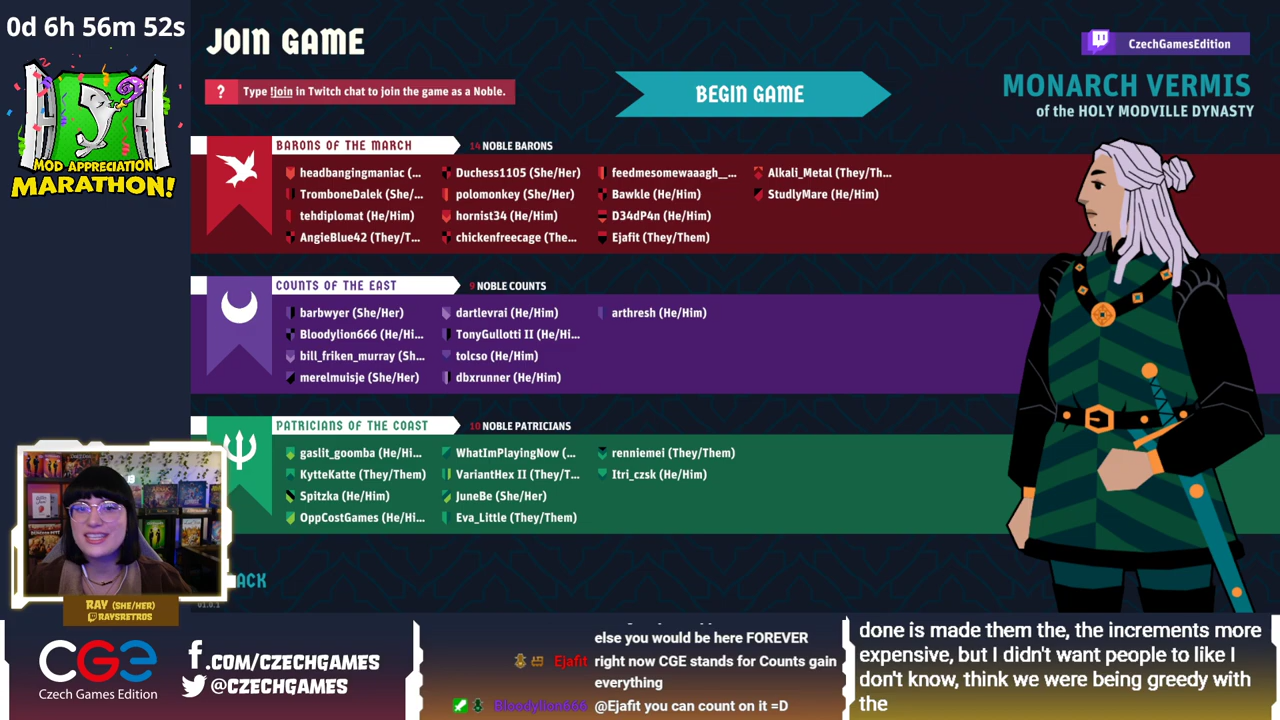 0d 6h 56m 52s
MOD APPRECIATION
MARATHON!
JOIN GAME
? Type !join in Twitch chat to join the game as a Noble.
BEGIN GAME
CzechGamesEdition
MONARCH VERMIS
of the HOLY MODVILLE DYNASTY
BARONS OF THE MARCH
14 NOBLE BARONS
headbangingmaniac (...
Duchess1105 (She/Her)
feedmesomewaaagh__...
Alkali_Metal (They/Th...
TromboneDalek (She/...
polomonkey (She/Her)
Bawkle (He/Him)
StudlyMare (He/Him)
tehdiplomat (He/Him)
hornist34 (He/Him)
D34dP4n (He/Him)
AngieBlue42 (They/T...
chickenfreecage (The...
Ejafit (They/Them)
COUNTS OF THE EAST
9 NOBLE COUNTS
barbwyer (She/Her)
dartlevrai (He/Him)
arthresh (He/Him)
Bloodylion666 (He/Hi...
TonyGullotti II (He/Hi...
bill_friken_murray (Sh...
tolcso (He/Him)
merelmuisje (She/Her)
dbxrunner (He/Him)
PATRICIANS OF THE COAST
10 NOBLE PATRICIANS
gaslit_goomba (He/Hi...
WhatImPlayingNow (...
renniemei (They/Them)
KytteKatte (They/Them)
VariantHex II (They/T...
Itri_czsk (He/Him)
Spitzka (He/Him)
JuneBe (She/Her)
OppCostGames (He/Hi...
Eva_Little (They/Them)
ACK
v1.0.1
RAY (SHE/HER)
RAYSRETROS
CGE
Czech Games Edition
f.COM/CZECHGAMES
@CZECHGAMES
else you would be here FOREVER
Ejafit right now CGE stands for Counts gain
everything
Bloodylion666 @Ejafit you can count on it =D
done is made them the, the increments more
expensive, but I didn't want people to like I
don't know, think we were being greedy with
the